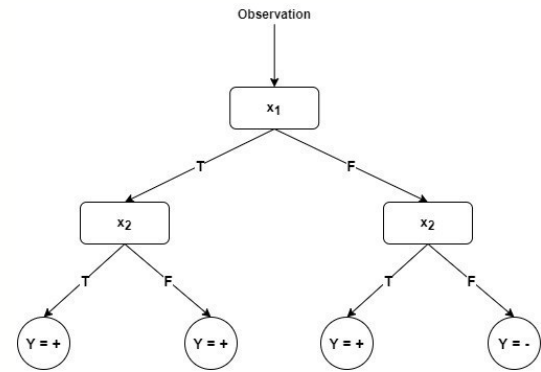 Observation
x₁
T F
x₂ x₂
T F T F
Y = + Y = + Y = + Y = -